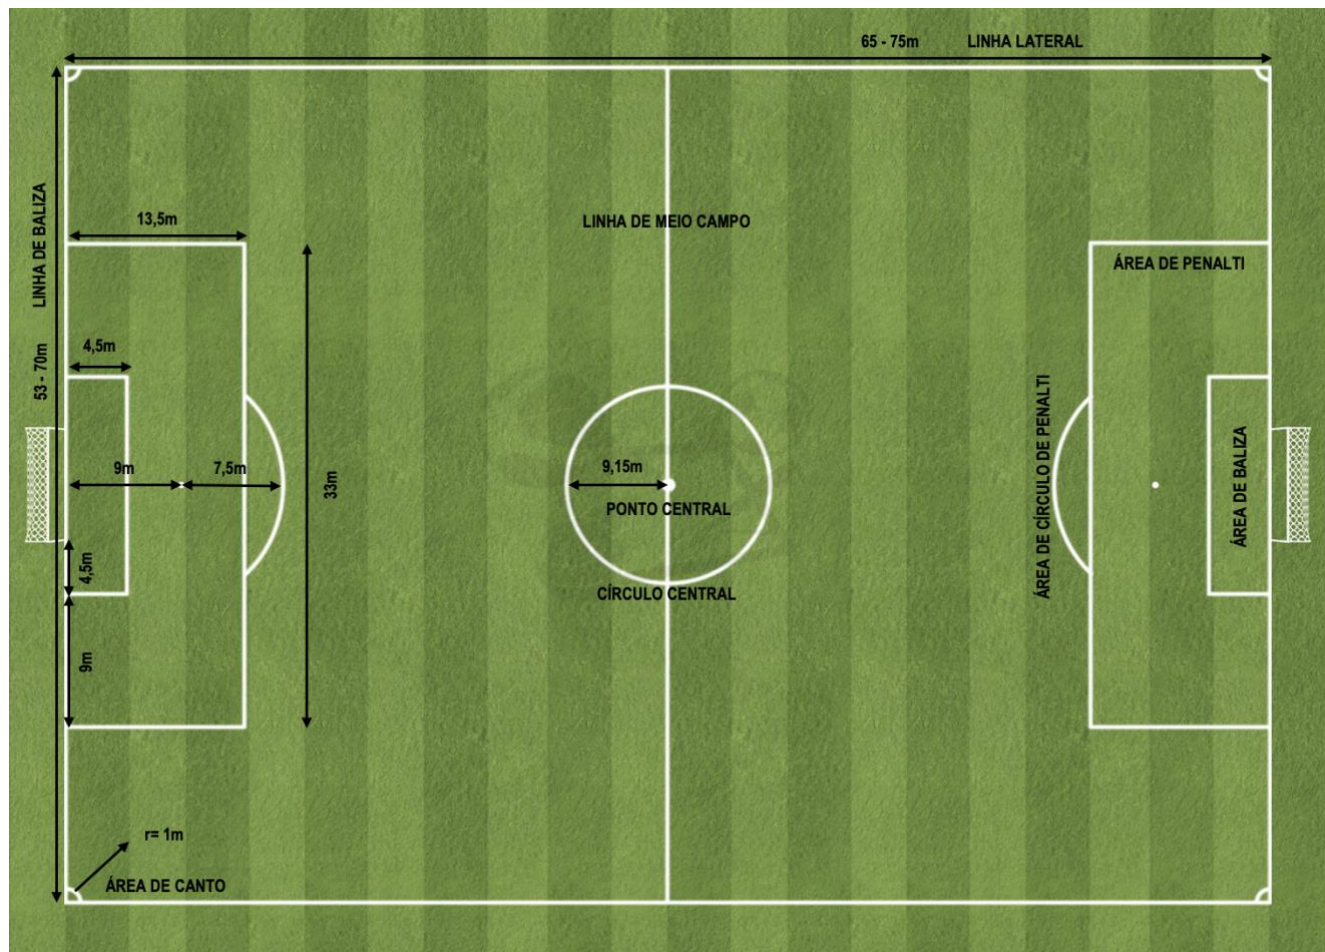 65 - 75m
LINHA LATERAL
LINHA DE BALIZA
53 - 70m
13,5m
LINHA DE MEIO CAMPO
ÁREA DE PENALTI
4,5m
9m
7,5m
33m
9,15m
PONTO CENTRAL
CÍRCULO CENTRAL
ÁREA DE CÍRCULO DE PENALTI
ÁREA DE BALIZA
4,5m
9m
r= 1m
ÁREA DE CANTO